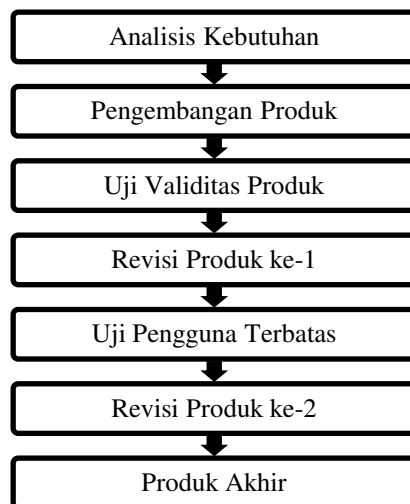 Analisis Kebutuhan
Pengembangan Produk
Uji Validitas Produk
Revisi Produk ke-1
Uji Pengguna Terbatas
Revisi Produk ke-2
Produk Akhir